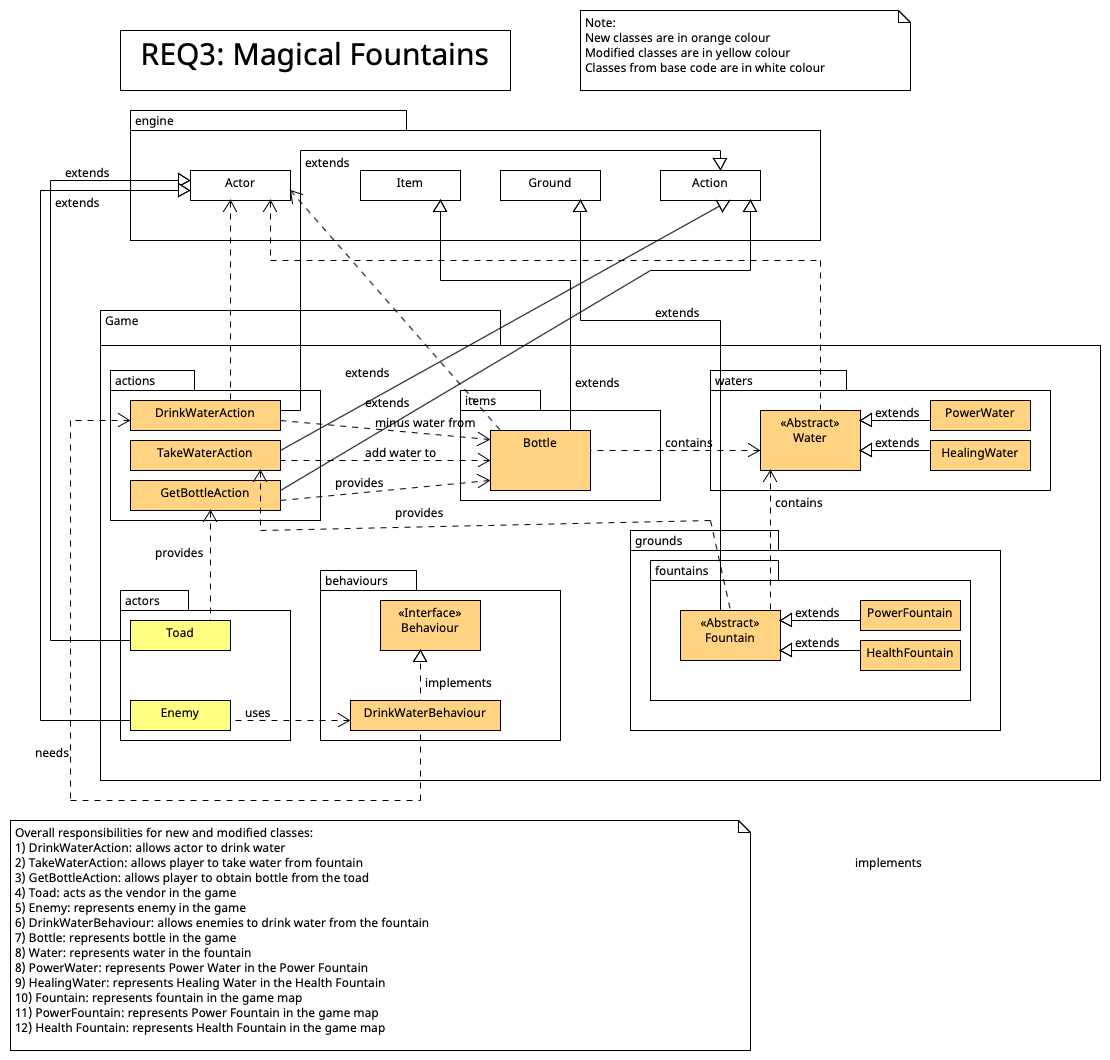 REQ3: Magical Fountains
Note:
New classes are in orange colour
Modified classes are in yellow colour
Classes from base code are in white colour
engine
extends
extends
extends
Actor
Item
Ground
Action
Game
extends
extends
extends
extends
actions
DrinkWaterAction
TakeWaterAction
GetBottleAction
minus water from
add water to
provides
provides
items
Bottle
contains
waters
«Abstract»
Water
extends
extends
PowerWater
HealingWater
contains
provides
actors
Toad
Enemy
uses
needs
behaviours
«Interface»
Behaviour
implements
DrinkWaterBehaviour
grounds
fountains
«Abstract»
Fountain
extends
extends
PowerFountain
HealthFountain
Overall responsibilities for new and modified classes:
1) DrinkWaterAction: allows actor to drink water
2) TakeWaterAction: allows player to take water from fountain
3) GetBottleAction: allows player to obtain bottle from the toad
4) Toad: acts as the vendor in the game
5) Enemy: represents enemy in the game
6) DrinkWaterBehaviour: allows enemies to drink water from the fountain
7) Bottle: represents bottle in the game
8) Water: represents water in the fountain
8) PowerWater: represents Power Water in the Power Fountain
9) HealingWater: represents Healing Water in the Health Fountain
10) Fountain: represents fountain in the game map
11) PowerFountain: represents Power Fountain in the game map
12) Health Fountain: represents Health Fountain in the game map
implements